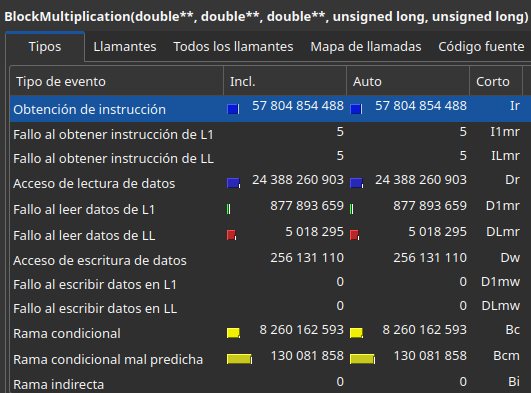 BlockMultiplication(double**, double**, double**, unsigned long, unsigned long)
Tipos Llamantes Todos los llamantes Mapa de llamadas Código fuente
Tipo de evento Incl. Auto Corto
Obtención de instrucción 57 804 854 488 57 804 854 488 Ir
Fallo al obtener instrucción de L1 5 5 I1mr
Fallo al obtener instrucción de LL 5 5 ILmr
Acceso de lectura de datos 24 388 260 903 24 388 260 903 Dr
Fallo al leer datos de L1 877 893 659 877 893 659 D1mr
Fallo al leer datos de LL 5 018 295 5 018 295 DLmr
Acceso de escritura de datos 256 131 110 256 131 110 Dw
Fallo al escribir datos en L1 0 0 D1mw
Fallo al escribir datos en LL 0 0 DLmw
Rama condicional 8 260 162 593 8 260 162 593 Bc
Rama condicional mal predicha 130 081 858 130 081 858 Bcm
Rama indirecta 0 0 Bi